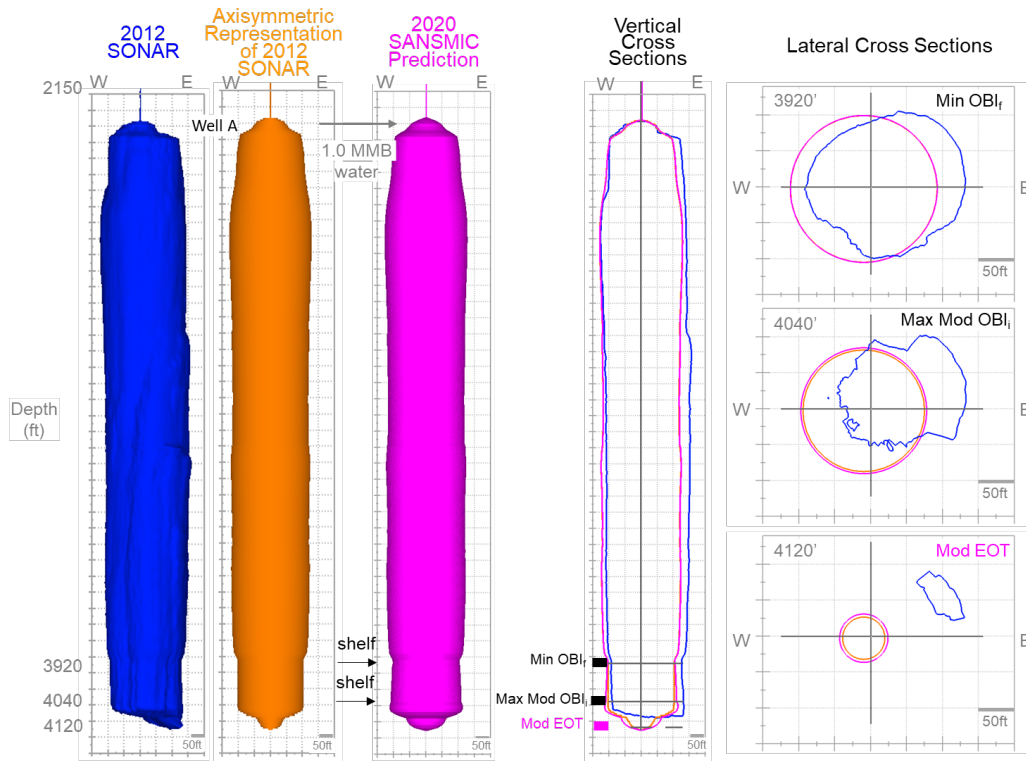 2012
SONAR
Axisymmetric
Representation
of 2012
SONAR
2020
SANSMIC
Prediction
Vertical
Cross
Sections
Lateral Cross Sections
W E
W
W E
W E
2150
Well A
1.0 MMB
water
Depth
(ft)
shelf
shelf
3920
4040
4120
50ft
50ft
50ft
50ft
Min OBIf
Max Mod OBIi
Mod EOT
3920' Min OBIf
W E
50ft
4040' Max Mod OBIi
W E
50ft
4120' Mod EOT
W E
50ft